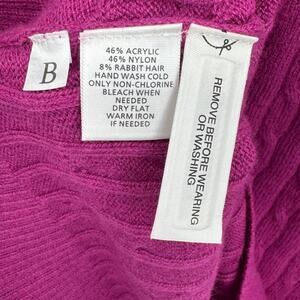 B
46% ACRYLIC
46% NYLON
8% RABBIT HAIR
HAND WASH COLD
ONLY NON-CHLORINE
BLEACH WHEN
NEEDED
DRY FLAT
WARM IRON
IF NEEDED
REMOVE BEFORE WEARING
OR WASHING